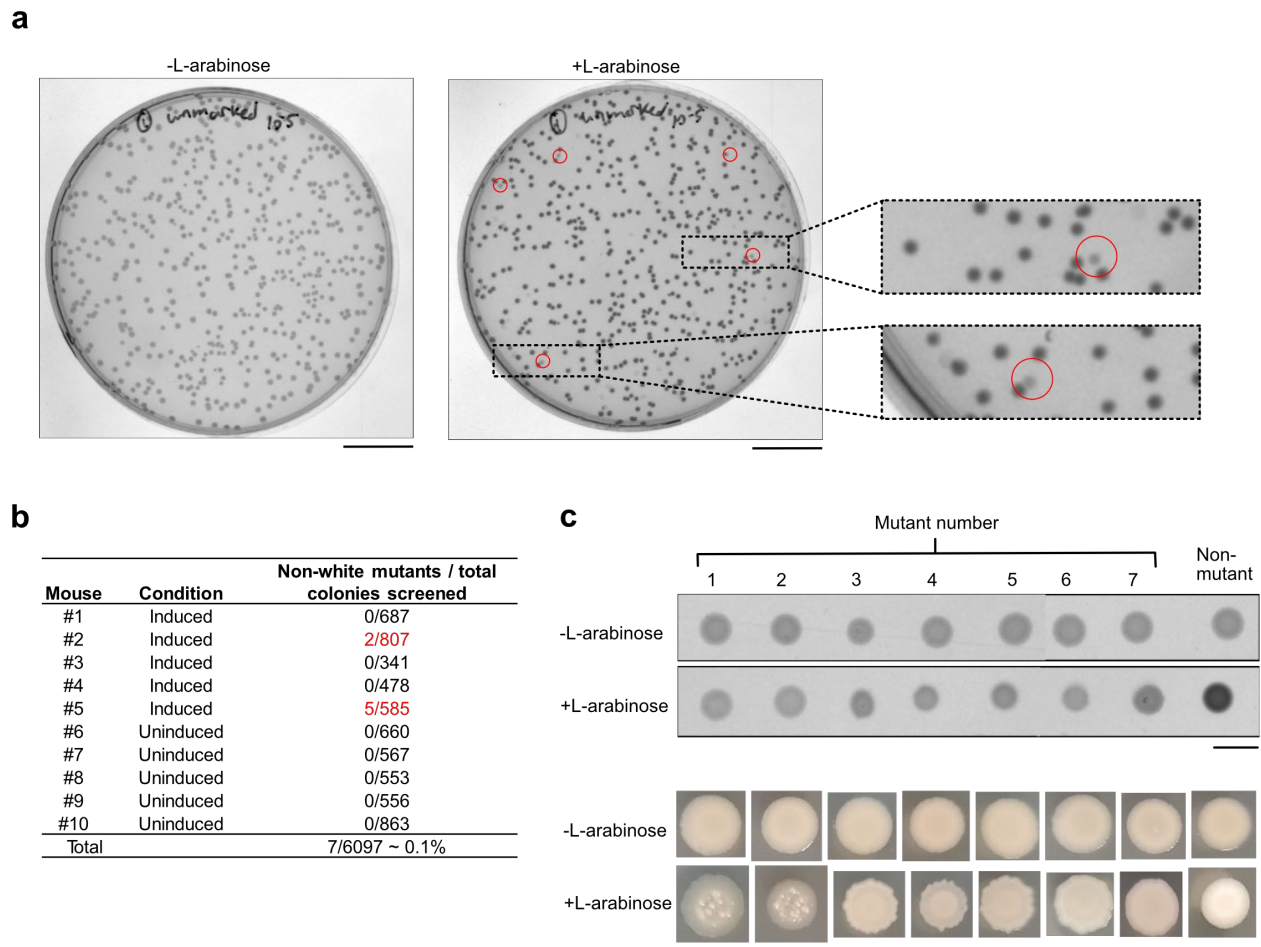 a
-L-arabinose
+L-arabinose
① unmarked 10-5
① unmarked 10-5
b
Non-white mutants / total
Mouse Condition colonies screened
#1 Induced 0/687
#2 Induced 2/807
#3 Induced 0/341
#4 Induced 0/478
#5 Induced 5/585
#6 Uninduced 0/660
#7 Uninduced 0/567
#8 Uninduced 0/553
#9 Uninduced 0/556
#10 Uninduced 0/863
Total 7/6097 ~ 0.1%
c
Mutant number
1 2 3 4 5 6 7 Non-
mutant
-L-arabinose
+L-arabinose
-L-arabinose
+L-arabinose